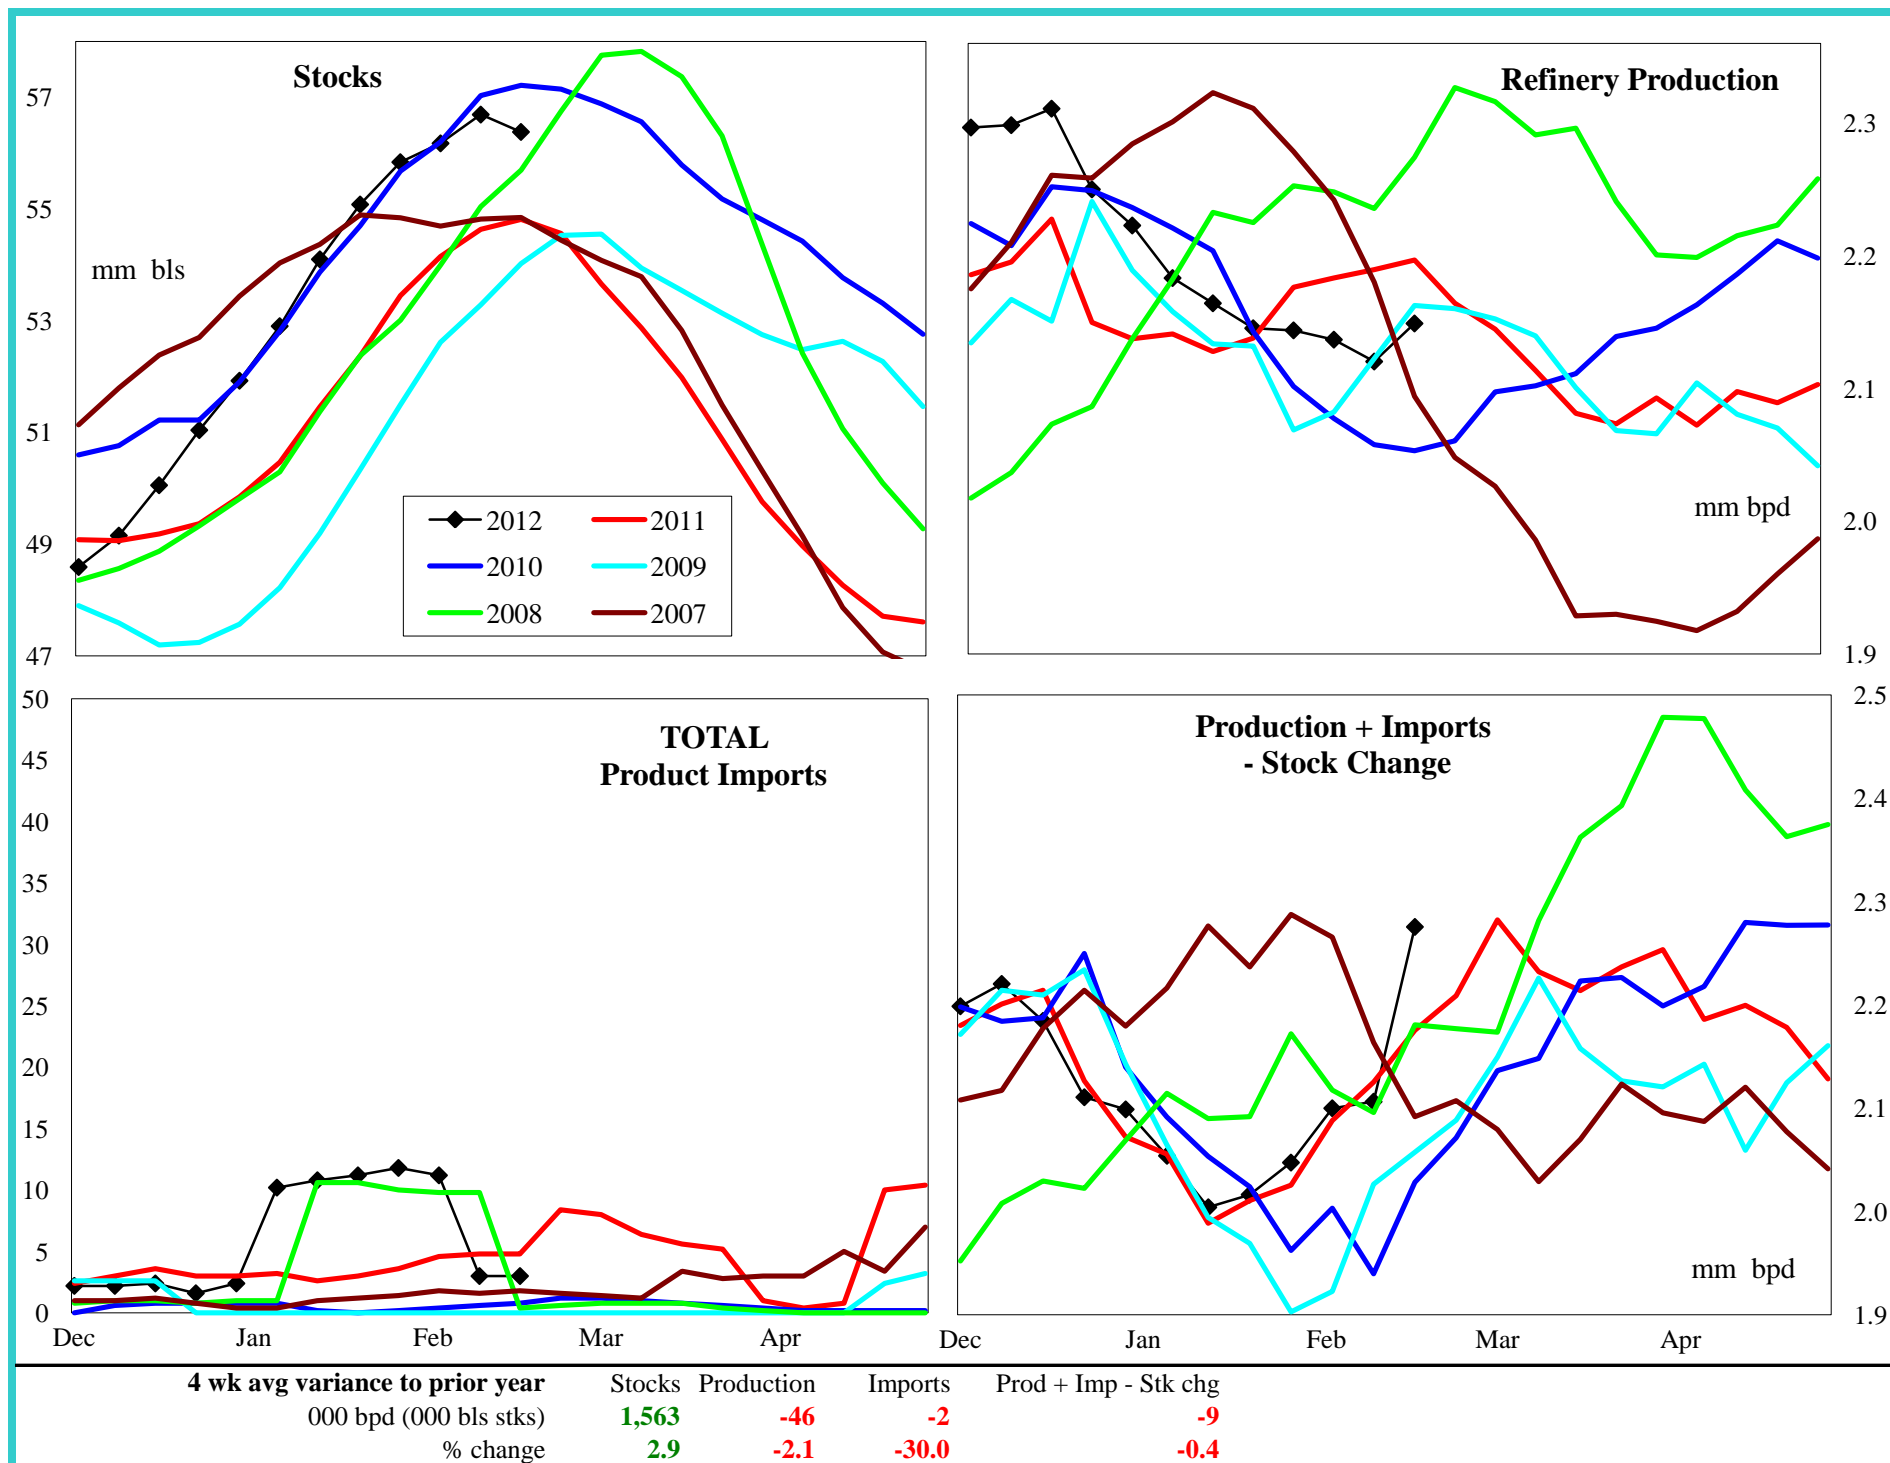 Stocks
57
55
53
51
49
47
mm bls
2012 2011
2010 2009
2008 2007
Refinery Production
2.3
2.2
2.1
2.0
1.9
mm bpd
TOTAL
Product Imports
50
45
40
35
30
25
20
15
10
5
0
Dec Jan Feb Mar Apr
Production + Imports
- Stock Change
2.5
2.4
2.3
2.2
2.1
2.0
1.9
mm bpd
Dec Jan Feb Mar Apr
4 wk avg variance to prior year Stocks Production Imports Prod + Imp - Stk chg
000 bpd (000 bls stks) 1,563 -46 -2 -9
% change 2.9 -2.1 -30.0 -0.4